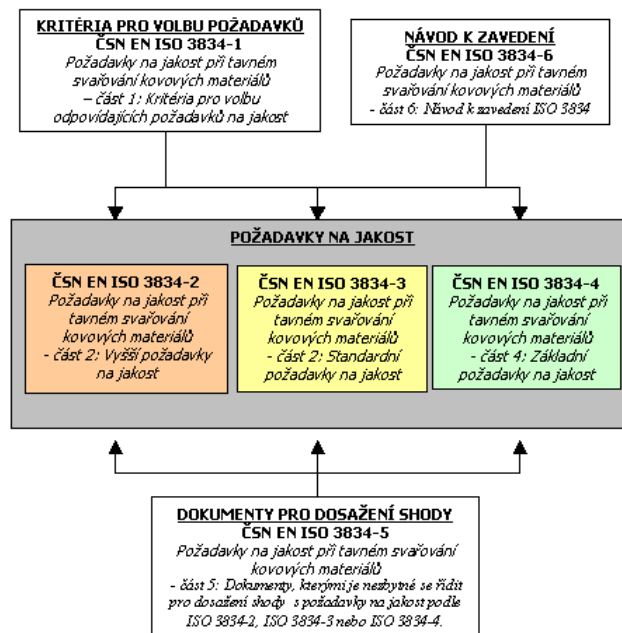 KRITÉRIA PRO VOLBU POŽADAVKŮ
ČSN EN ISO 3834-1
Požadavky na jakost při tavném
svařování kovových materiálů
– část 1: Kritéria pro volbu
odpovídajících požadavků na jakost
NÁVOD K ZAVEDENÍ
ČSN EN ISO 3834-6
Požadavky na jakost při tavném
svařování kovových materiálů
- část 6: Návod k zavedení ISO 3834
POŽADAVKY NA JAKOST
ČSN EN ISO 3834-2
Požadavky na jakost při
tavném svařování
kovových materiálů
- část 2: Vyšší požadavky
na jakost
ČSN EN ISO 3834-3
Požadavky na jakost při
tavném svařování
kovových materiálů
- část 2: Standardní
požadavky na jakost
ČSN EN ISO 3834-4
Požadavky na jakost při
tavném svařování
kovových materiálů
- část 4: Základní
požadavky na jakost
DOKUMENTY PRO DOSAŽENÍ SHODY
ČSN EN ISO 3834-5
Požadavky na jakost při tavném svařování
kovových materiálů
- část 5: Dokumenty, kterými je nezbytné se řídit
pro dosažení shody s požadavky na jakost podle
ISO 3834-2, ISO 3834-3 nebo ISO 3834-4.